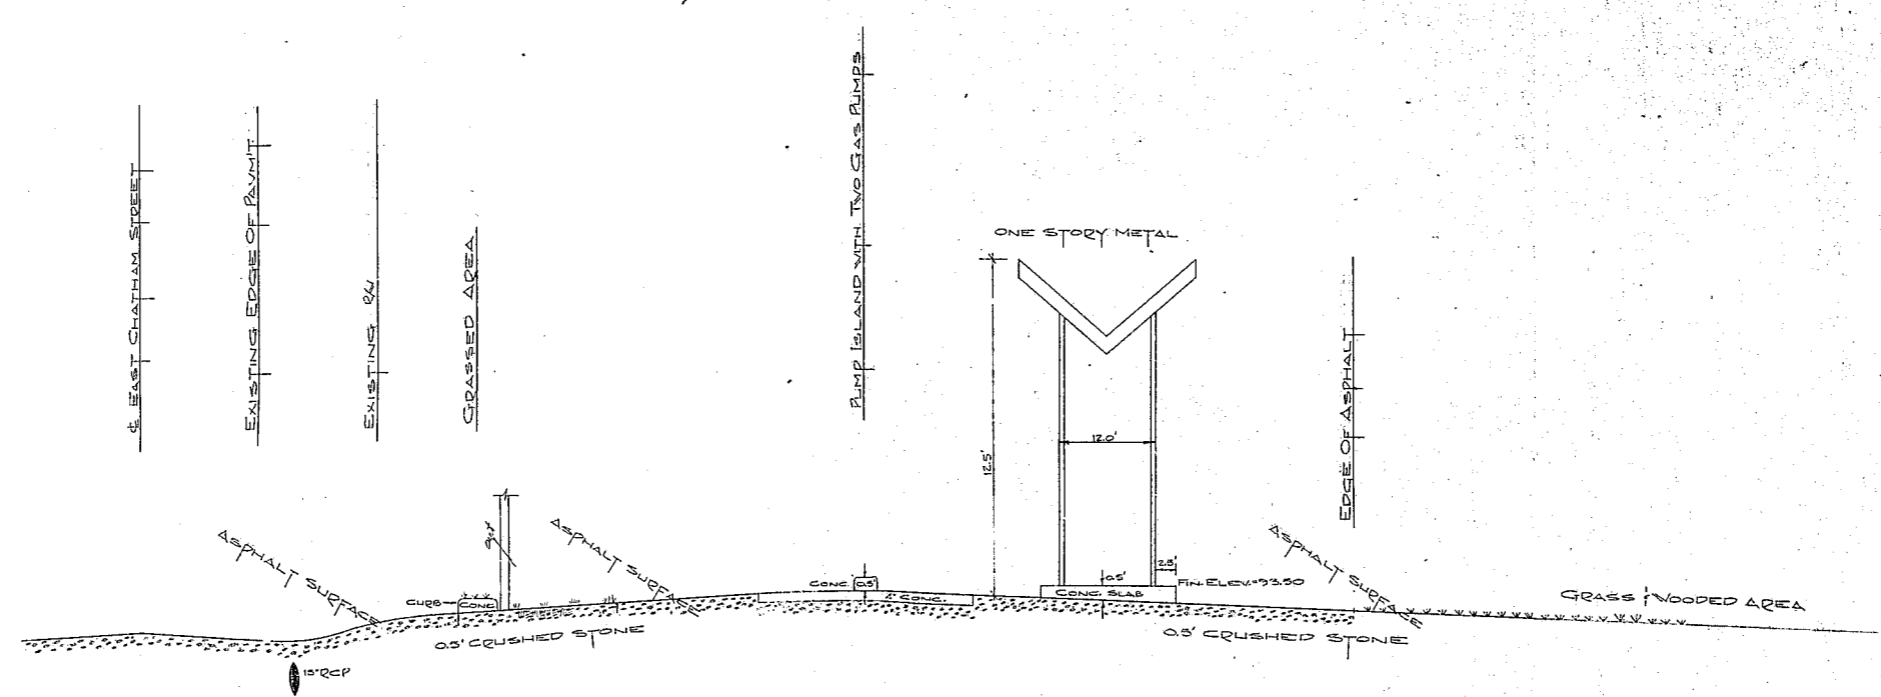 ℄ EAST CHATHAM STREET
EXISTING EDGE OF PAVM'T.
EXISTING R/W
GRASSED AREA
PUMP ISLAND WITH TWO GAS PUMPS
ONE STORY METAL
12.5'
12.0'
EDGE OF ASPHALT
ASPHALT SURFACE
ASPHALT SURFACE
ASPHALT SURFACE
CURB
CONC.
CONC.
0.5'
CONC.
0.5'
2.5'
FIN. ELEV.=93.50
CONC. SLAB
GRASS & WOODED AREA
0.5' CRUSHED STONE
0.5' CRUSHED STONE
15" RCP